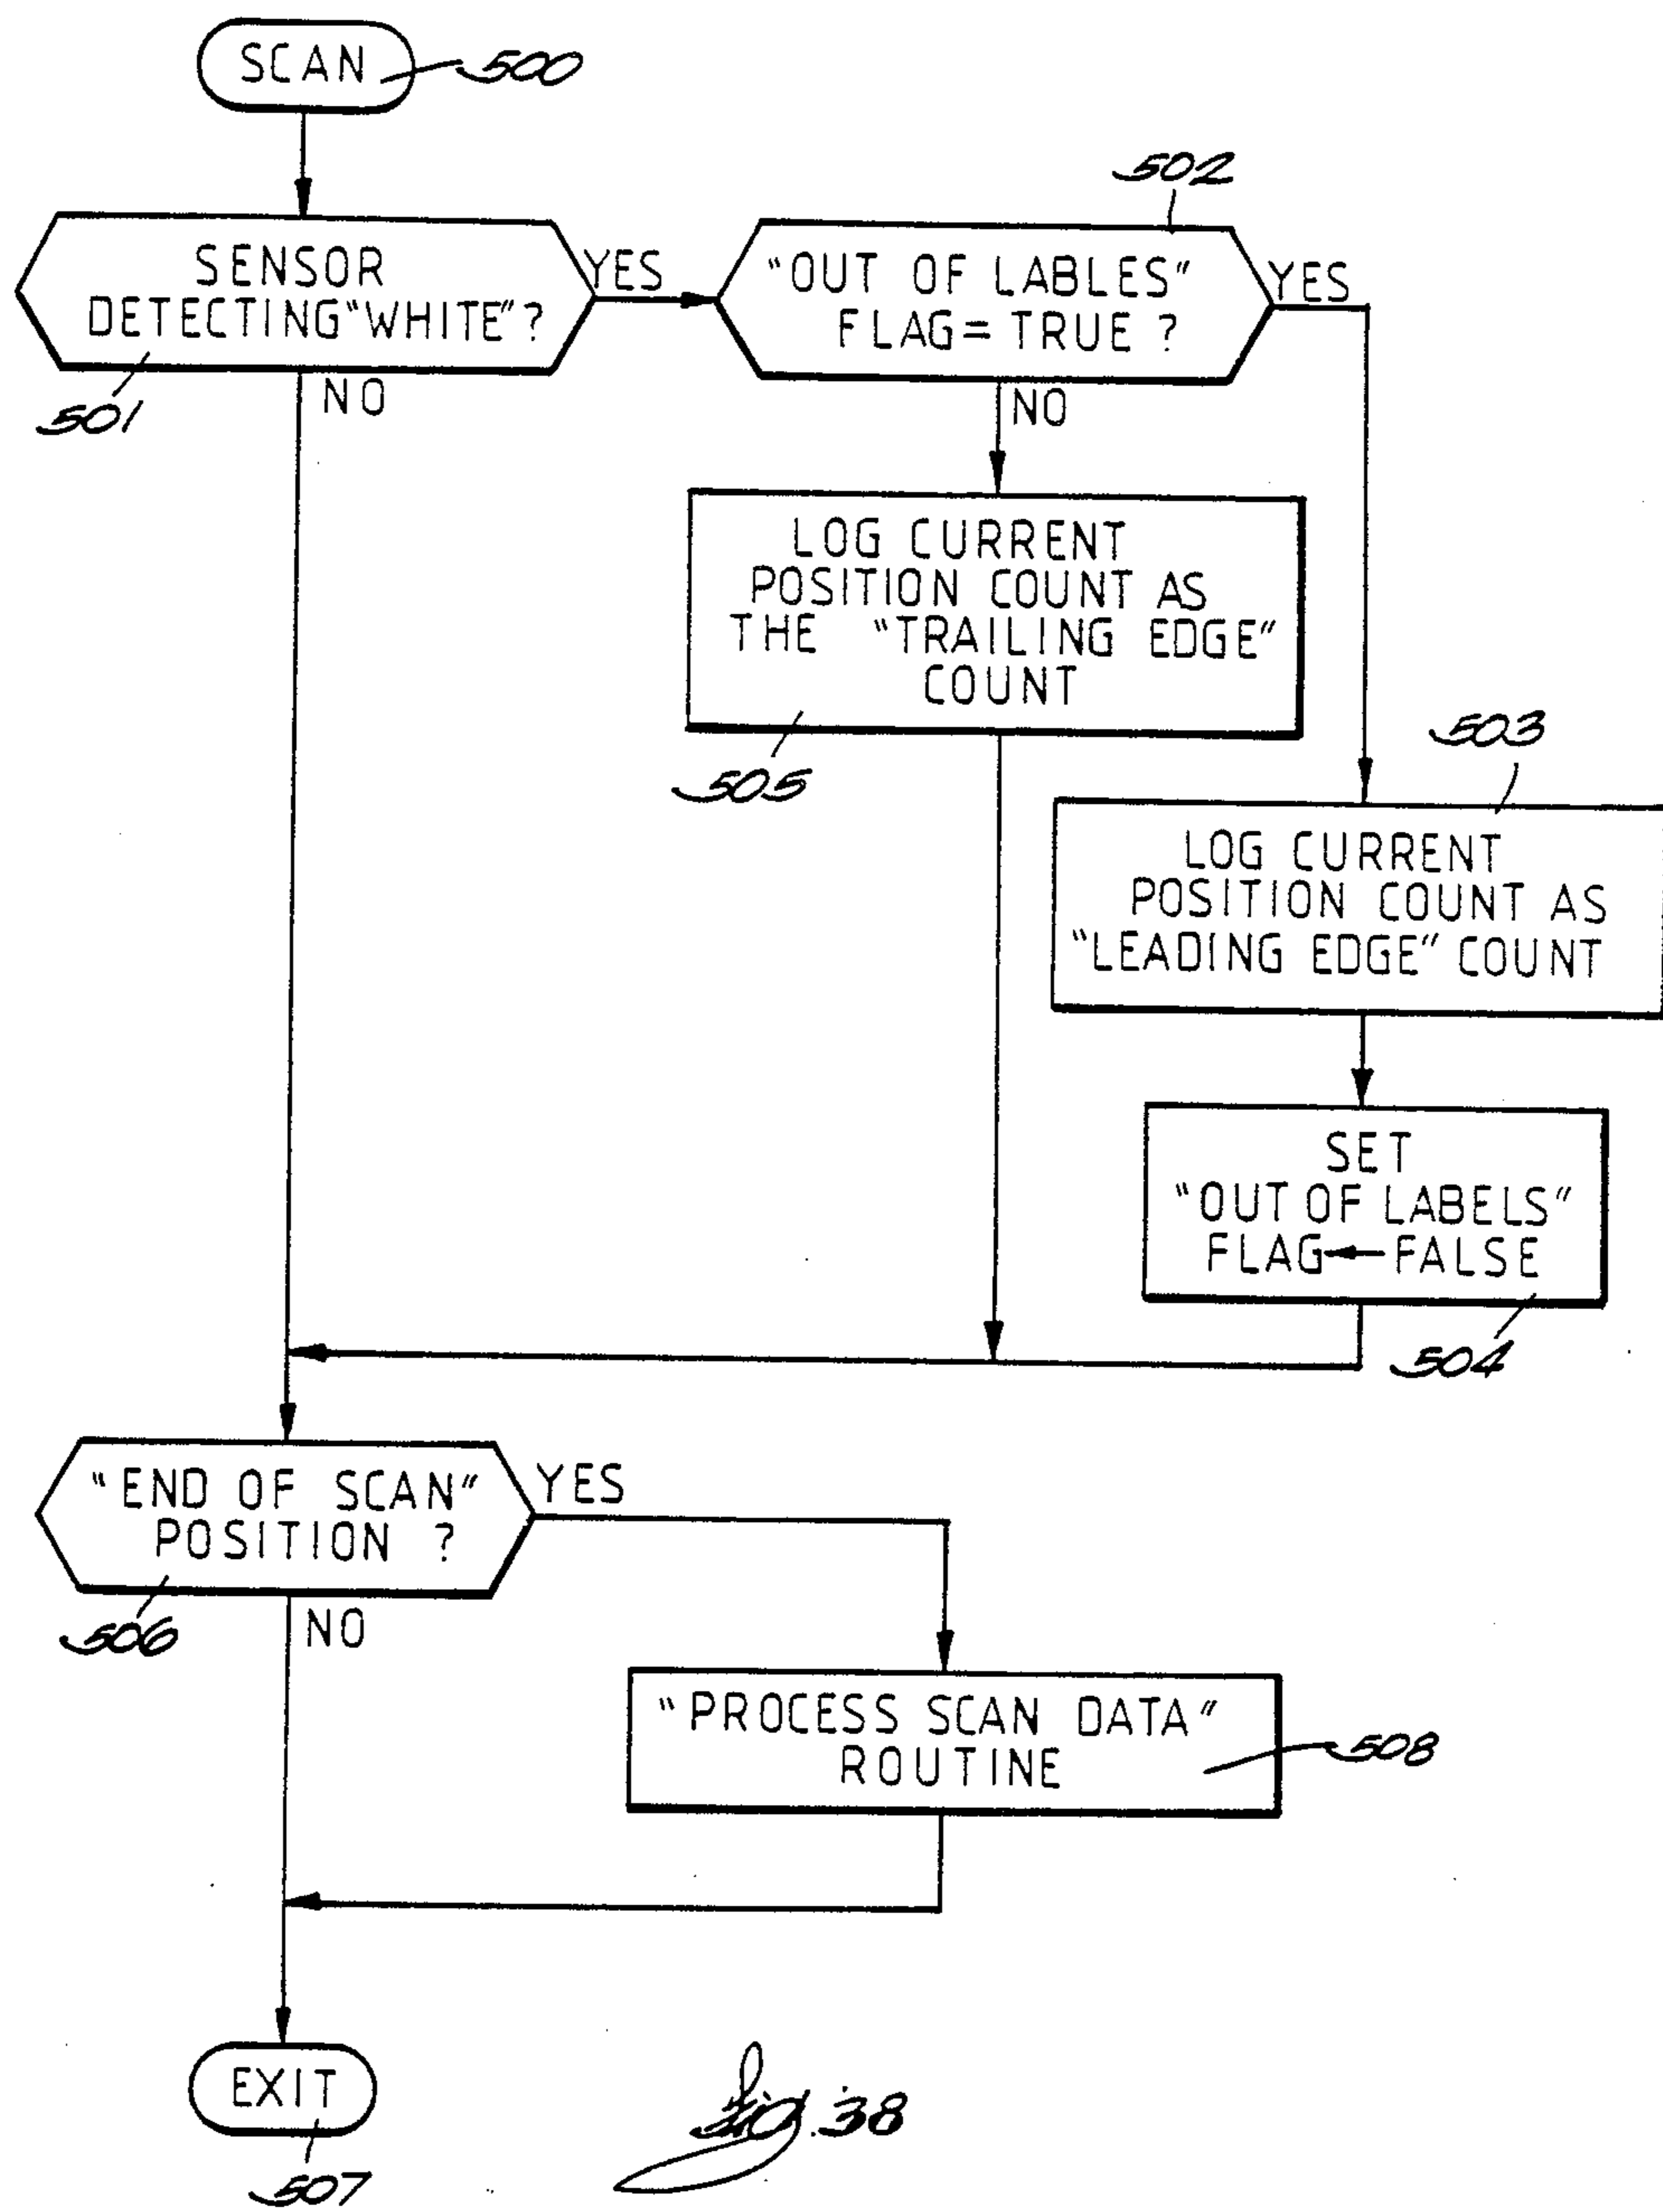 SCAN
500
502
SENSOR
DETECTING "WHITE"?
YES
"OUT OF LABLES"
FLAG = TRUE ?
YES
501
NO
NO
LOG CURRENT
POSITION COUNT AS
THE "TRAILING EDGE"
COUNT
505
503
LOG CURRENT
POSITION COUNT AS
"LEADING EDGE" COUNT
SET
"OUT OF LABELS"
FLAG ← FALSE
504
"END OF SCAN"
POSITION ?
YES
506
NO
"PROCESS SCAN DATA"
ROUTINE
508
EXIT
507
Fig. 38